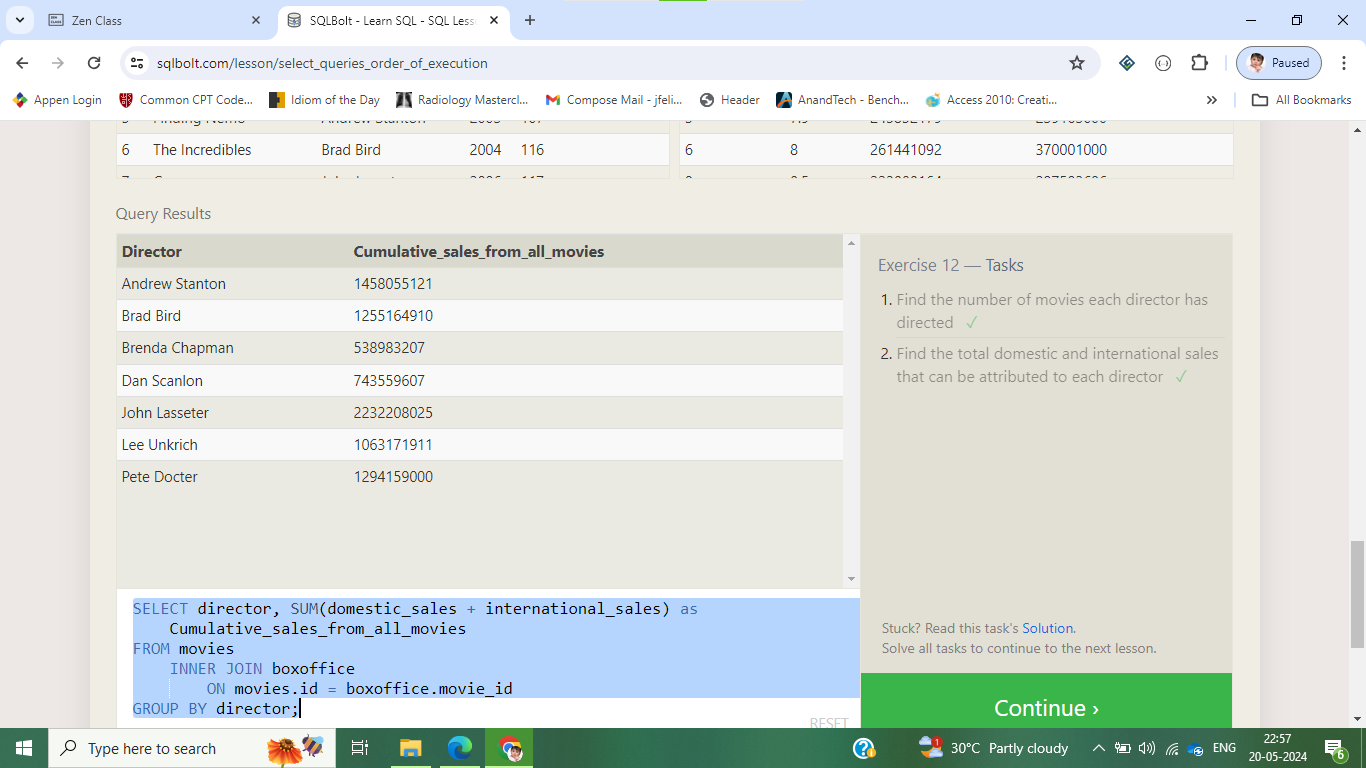 Zen Class
SQLBolt - Learn SQL - SQL Less
sqlbolt.com/lesson/select_queries_order_of_execution
Paused
Appen Login
Common CPT Code...
Idiom of the Day
Radiology Mastercl...
Compose Mail - jfeli...
Header
AnandTech - Bench...
Access 2010: Creati...
»
All Bookmarks
6 The Incredibles Brad Bird 2004 116
6 8 261441092 370001000
Query Results
Director Cumulative_sales_from_all_movies
Andrew Stanton 1458055121
Brad Bird 1255164910
Brenda Chapman 538983207
Dan Scanlon 743559607
John Lasseter 2232208025
Lee Unkrich 1063171911
Pete Docter 1294159000
Exercise 12 — Tasks
1. Find the number of movies each director has
directed ✓
2. Find the total domestic and international sales
that can be attributed to each director ✓
SELECT director, SUM(domestic_sales + international_sales) as
Cumulative_sales_from_all_movies
FROM movies
INNER JOIN boxoffice
ON movies.id = boxoffice.movie_id
GROUP BY director;
RESET
Stuck? Read this task's Solution.
Solve all tasks to continue to the next lesson.
Continue ›
Type here to search
30°C Partly cloudy
ENG
22:57
20-05-2024
6